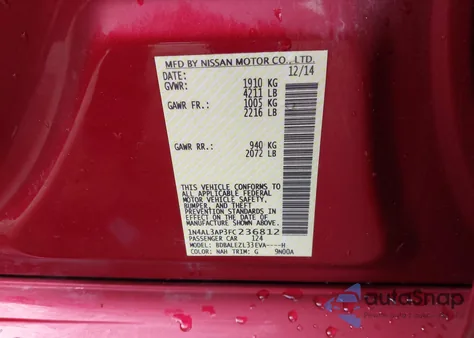 MFD BY NISSAN MOTOR CO., LTD.
DATE: 12/14
GVWR: 1910 KG
4211 LB
GAWR FR.: 1005 KG
2216 LB
GAWR RR.: 940 KG
2072 LB
THIS VEHICLE CONFORMS TO
ALL APPLICABLE FEDERAL
MOTOR VEHICLE SAFETY,
BUMPER, AND THEFT
PREVENTION STANDARDS IN
EFFECT ON THE DATE OF
MANUFACTURE SHOWN ABOVE.
1N4AL3AP3FC236812
PASSENGER CAR 124
MODEL: BDBALEZL33EVA----H
COLOR: NAH TRIM: G 9N00A
AutoSnap